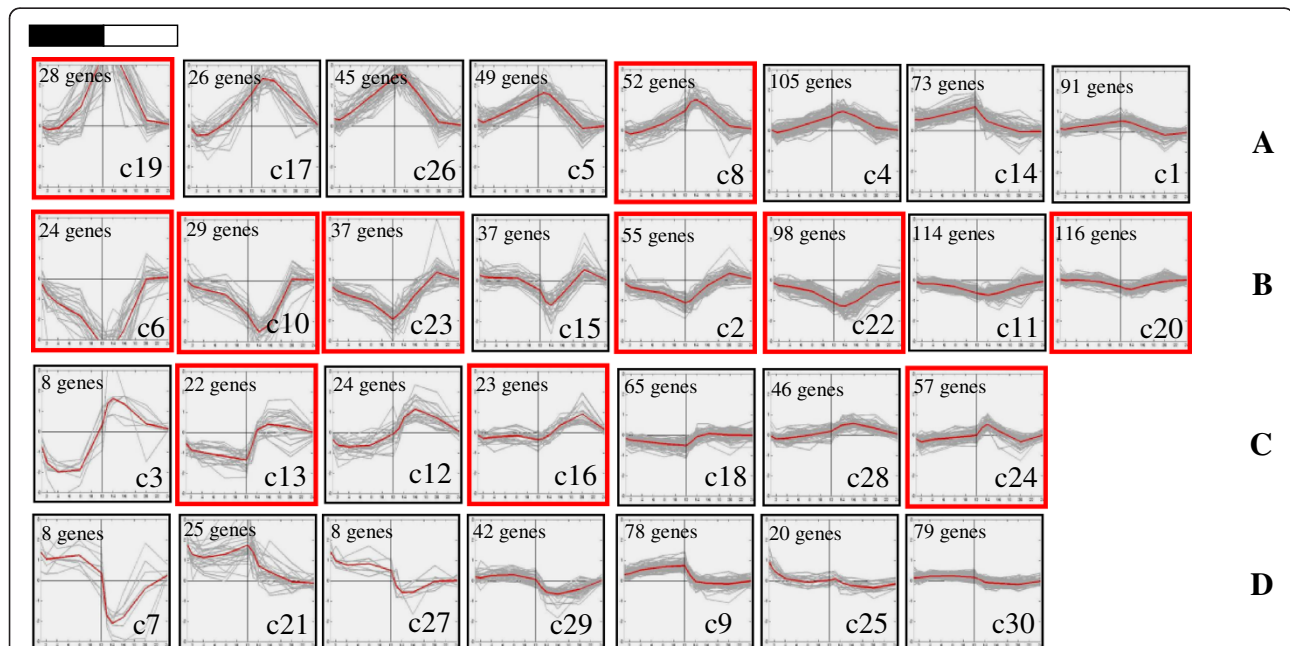 28 genes 26 genes 45 genes 49 genes 52 genes 105 genes 73 genes 91 genes
c19 c17 c26 c5 c8 c4 c14 c1
A
24 genes 29 genes 37 genes 37 genes 55 genes 98 genes 114 genes 116 genes
c6 c10 c23 c15 c2 c22 c11 c20
B
8 genes 22 genes 24 genes 23 genes 65 genes 46 genes 57 genes
c3 c13 c12 c16 c18 c28 c24
C
8 genes 25 genes 8 genes 42 genes 78 genes 20 genes 79 genes
c7 c21 c27 c29 c9 c25 c30
D